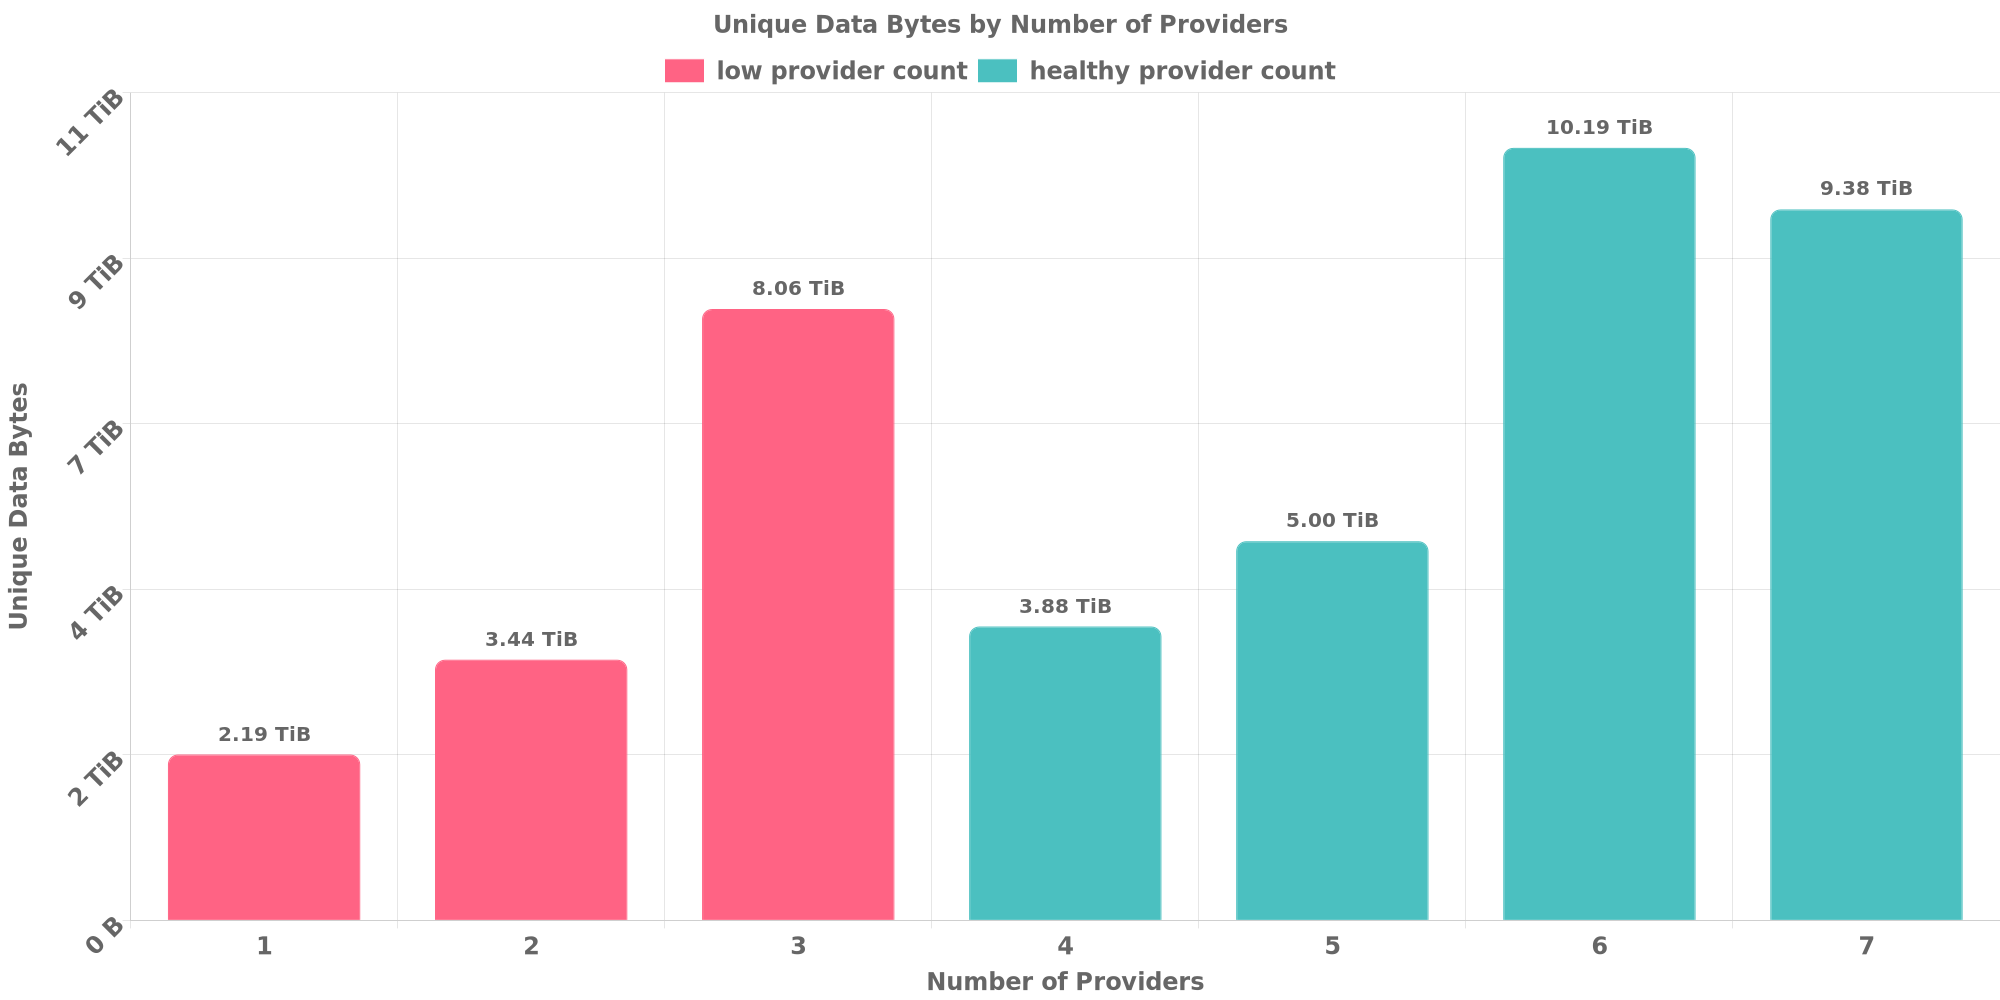 Unique Data Bytes by Number of Providers
low provider count healthy provider count
11 TiB
9 TiB
7 TiB
4 TiB
2 TiB
0 B
Unique Data Bytes
2.19 TiB
3.44 TiB
8.06 TiB
3.88 TiB
5.00 TiB
10.19 TiB
9.38 TiB
1 2 3 4 5 6 7
Number of Providers